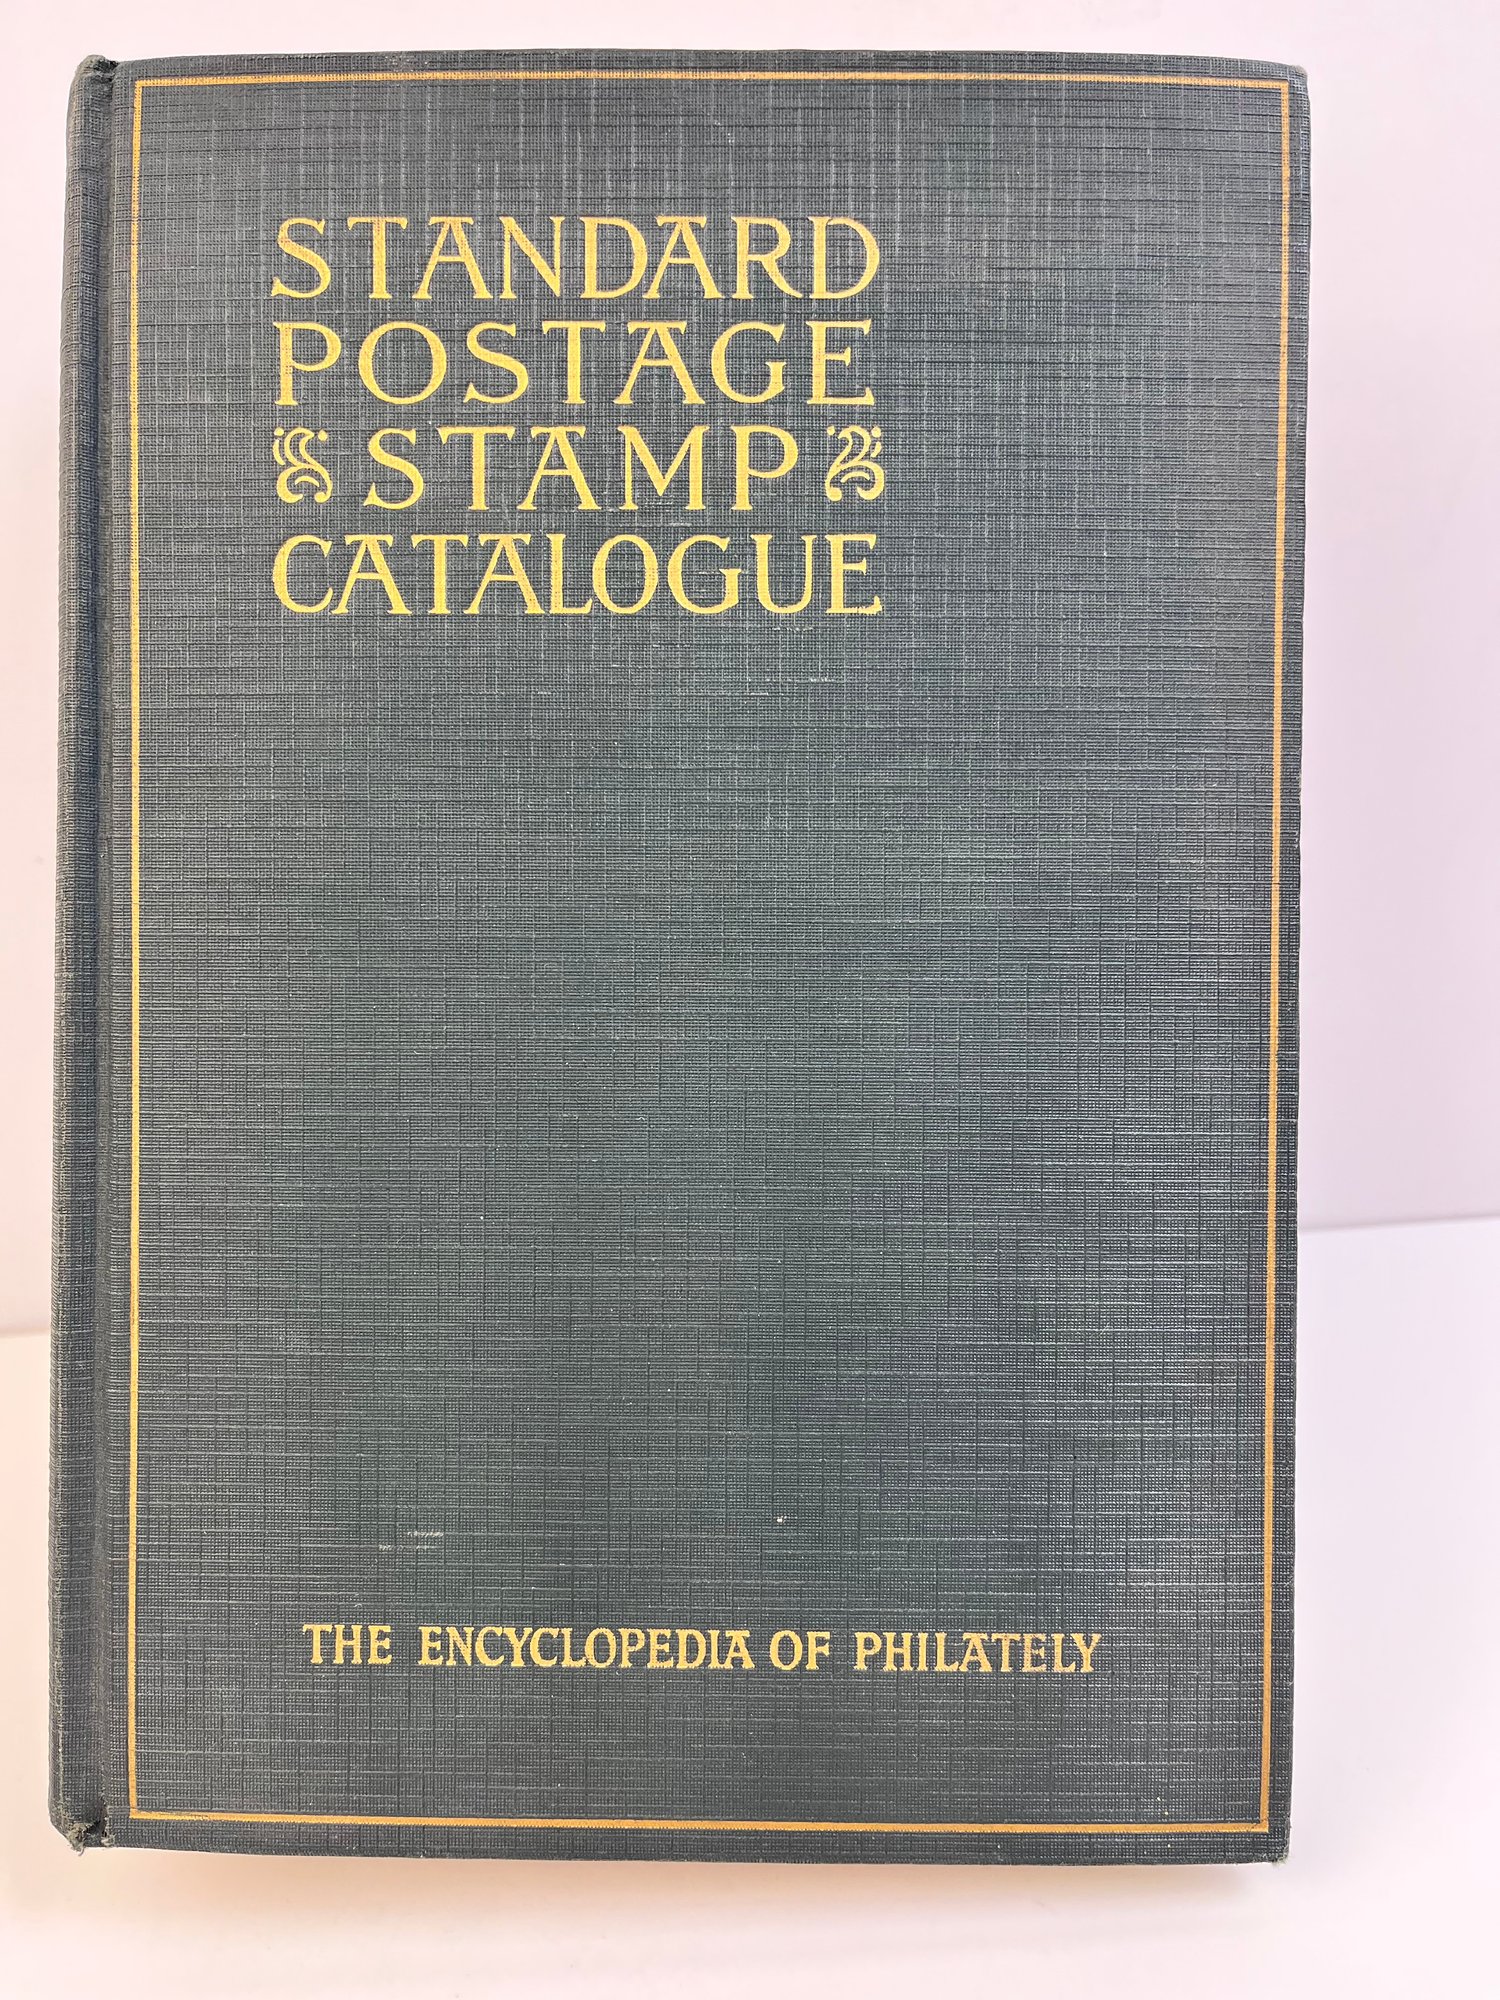 STANDARD
POSTAGE
STAMP
CATALOGUE
THE ENCYCLOPEDIA OF PHILATELY